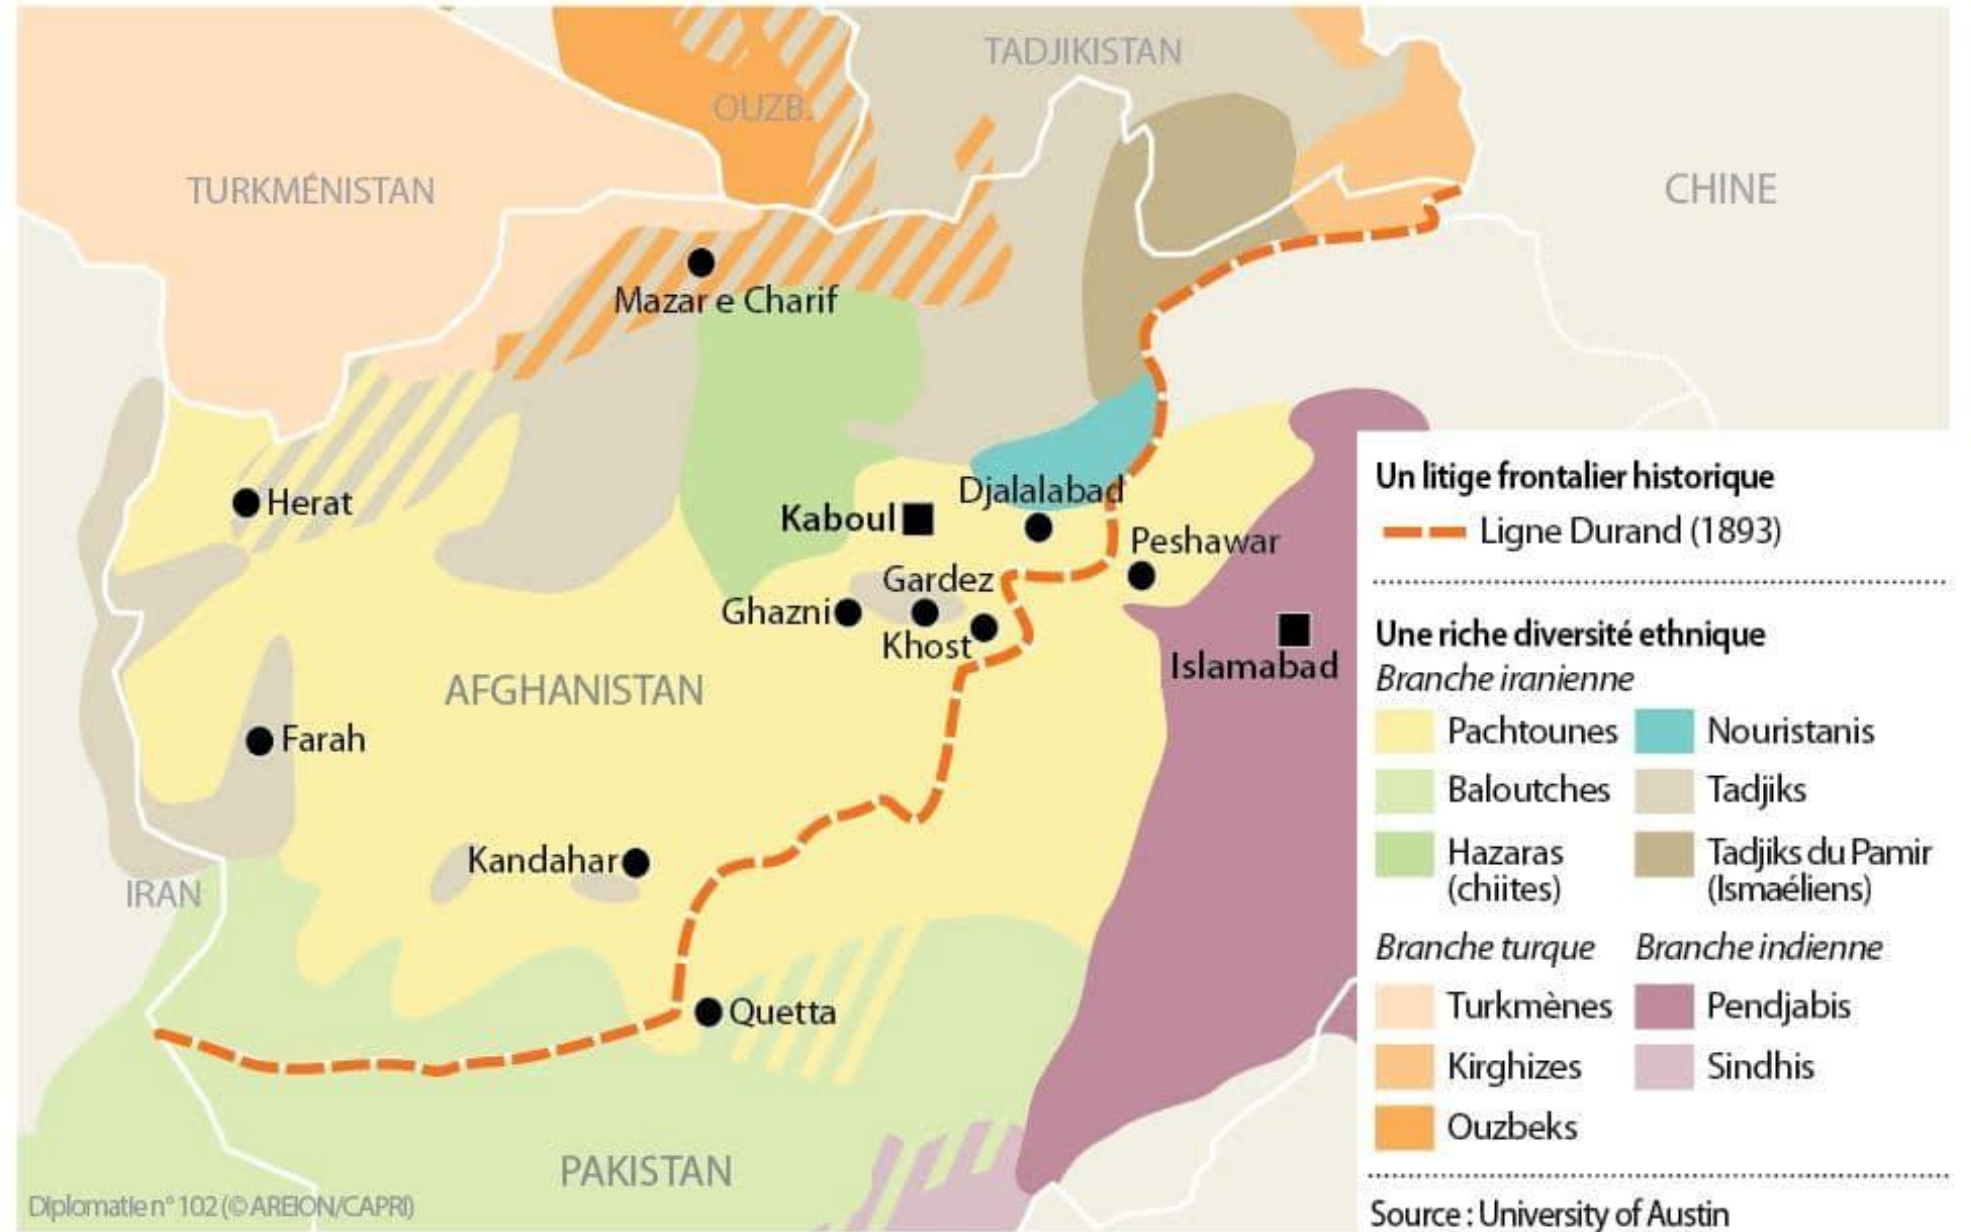 TADJIKISTAN
OUZB.
TURKMÉNISTAN
CHINE
Mazar e Charif
Herat
Kaboul
Djalalabad
Peshawar
Gardez
Ghazni
Khost
Islamabad
AFGHANISTAN
Farah
Kandahar
IRAN
Quetta
PAKISTAN
Diplomatie n° 102 (© AREION/CAPRI)
Un litige frontalier historique
Ligne Durand (1893)
Une riche diversité ethnique
Branche iranienne
Pachtounes
Nouristanis
Baloutches
Tadjiks
Hazaras
(chiites)
Tadjiks du Pamir
(Ismaéliens)
Branche turque
Branche indienne
Turkmènes
Pendjabis
Kirghizes
Sindhis
Ouzbeks
Source : University of Austin